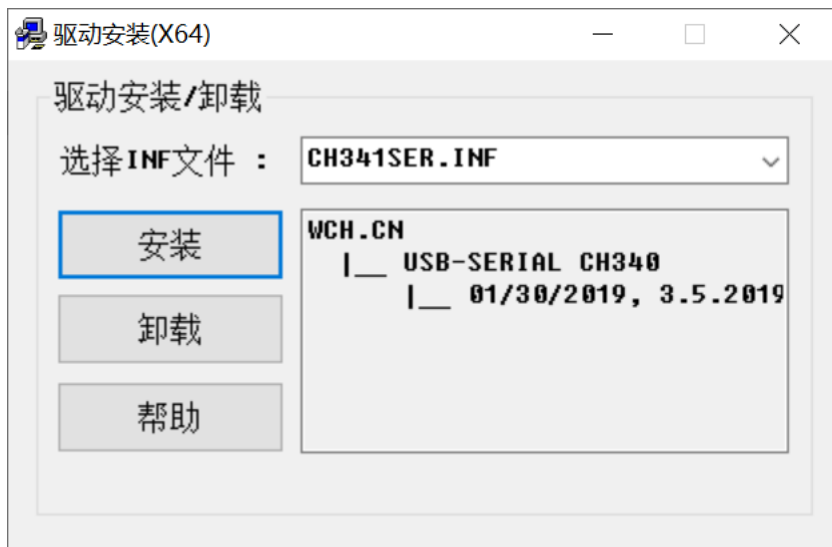 驱动安装(X64)
驱动安装/卸载
选择INF文件 :
CH341SER.INF
安装
卸载
帮助
WCH.CN
|__ USB-SERIAL CH340
|__ 01/30/2019, 3.5.2019